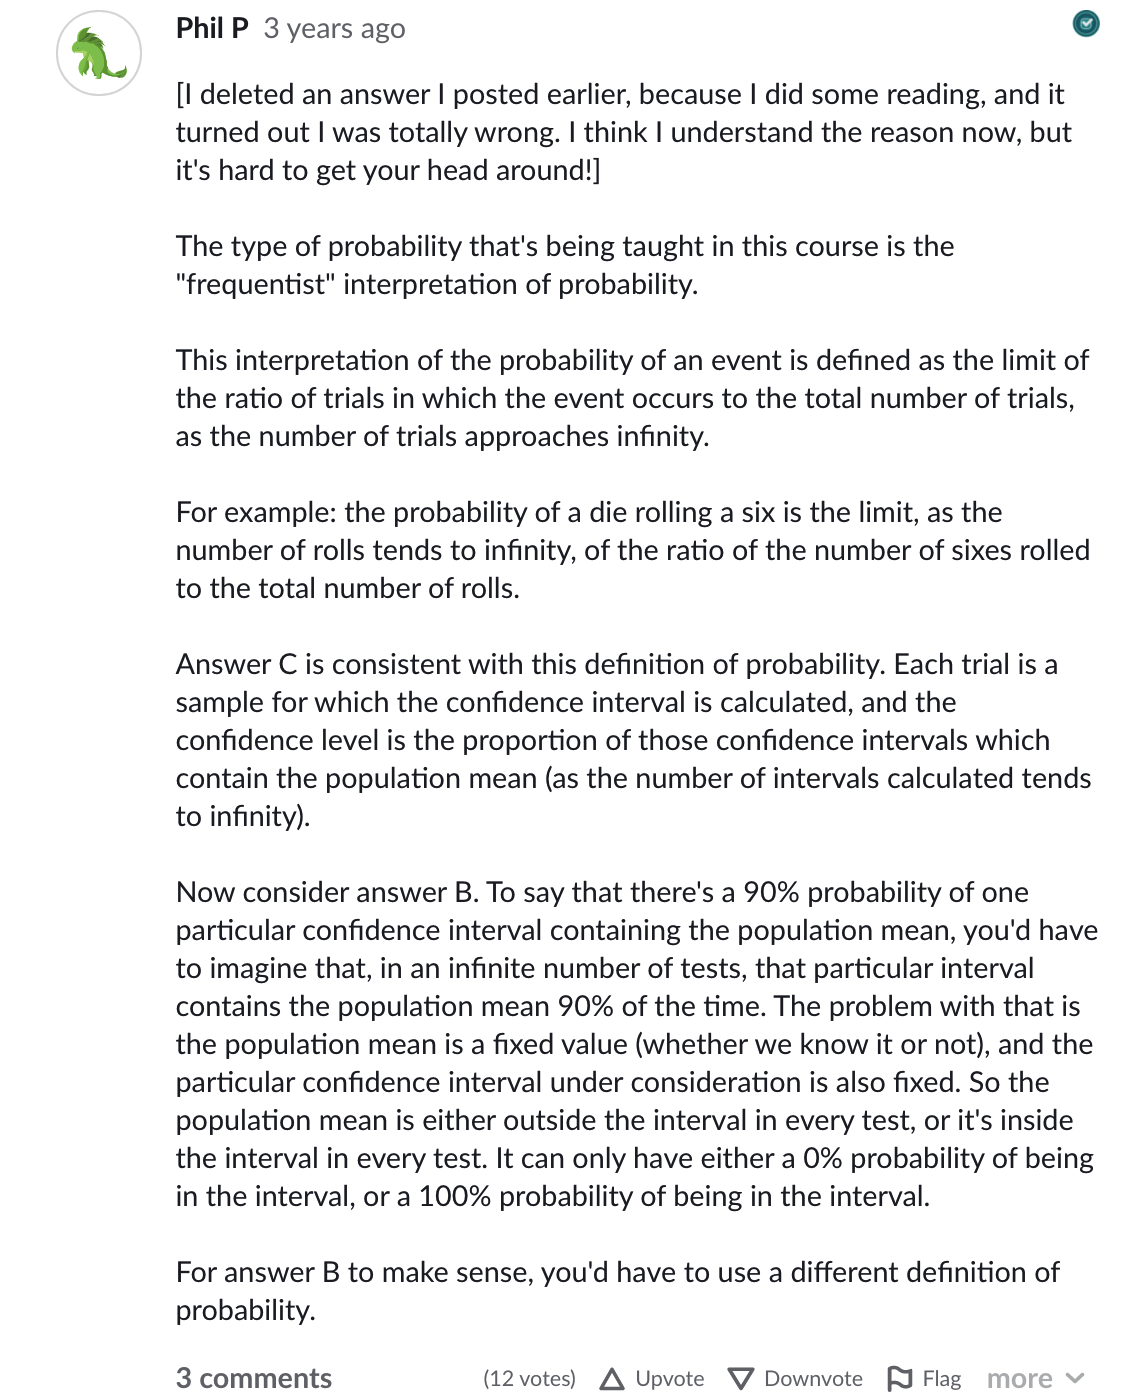 Phil P 3 years ago
[I deleted an answer I posted earlier, because I did some reading, and it
turned out I was totally wrong. I think I understand the reason now, but
it's hard to get your head around!]
The type of probability that's being taught in this course is the
"frequentist" interpretation of probability.
This interpretation of the probability of an event is defined as the limit of
the ratio of trials in which the event occurs to the total number of trials,
as the number of trials approaches infinity.
For example: the probability of a die rolling a six is the limit, as the
number of rolls tends to infinity, of the ratio of the number of sixes rolled
to the total number of rolls.
Answer C is consistent with this definition of probability. Each trial is a
sample for which the confidence interval is calculated, and the
confidence level is the proportion of those confidence intervals which
contain the population mean (as the number of intervals calculated tends
to infinity).
Now consider answer B. To say that there's a 90% probability of one
particular confidence interval containing the population mean, you'd have
to imagine that, in an infinite number of tests, that particular interval
contains the population mean 90% of the time. The problem with that is
the population mean is a fixed value (whether we know it or not), and the
particular confidence interval under consideration is also fixed. So the
population mean is either outside the interval in every test, or it's inside
the interval in every test. It can only have either a 0% probability of being
in the interval, or a 100% probability of being in the interval.
For answer B to make sense, you'd have to use a different definition of
probability.
3 comments (12 votes) Upvote Downvote Flag more